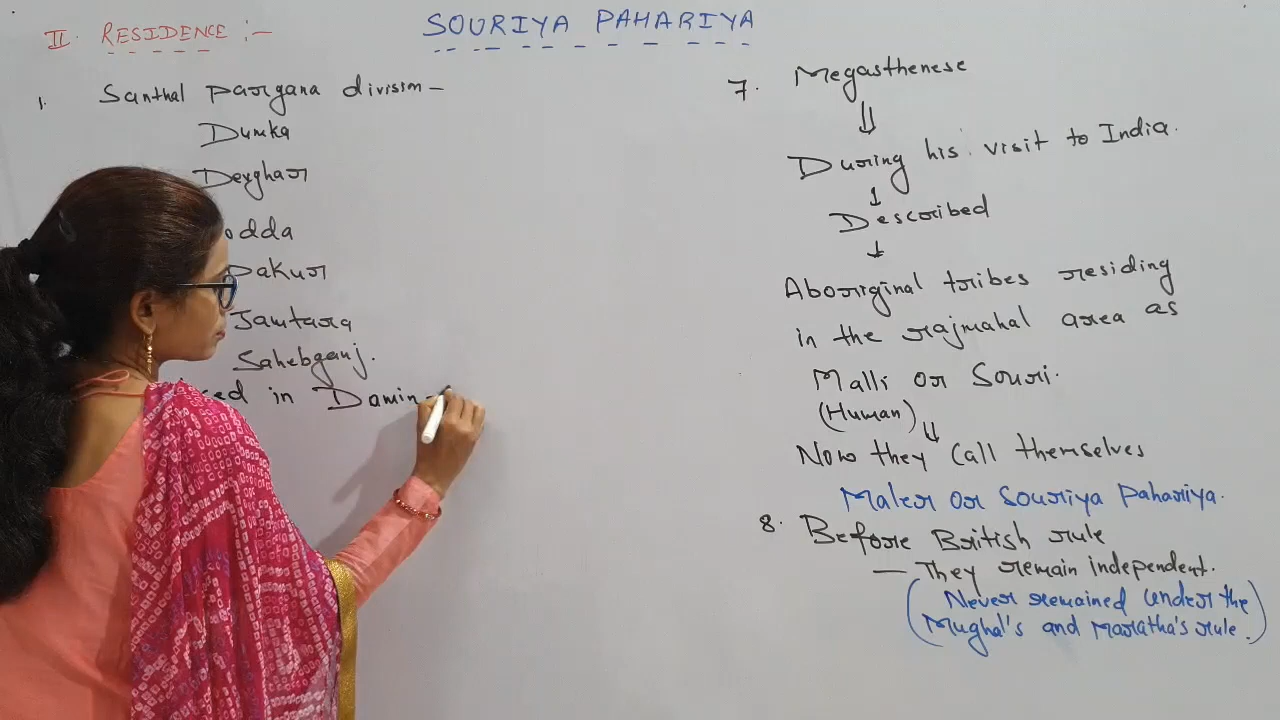 SOURIYA PAHARIYA
II. RESIDENCE :-
1. Santhal pargana division -
Dumka
Devghar
odda
Pakur
Jamtara
Sahebganj.
in Damin-
7. Megasthenese
⇓
During his visit to India.
↓
Described
↓
Aboriginal tribes residing
in the rajmahal area as
Malli or Souri.
(Human) ⇓
Now they call themselves
Maler or Souriya Pahariya.
8. Before British rule
— They remain independent.
(Never remained under the
Mughal's and Maratha's rule.)